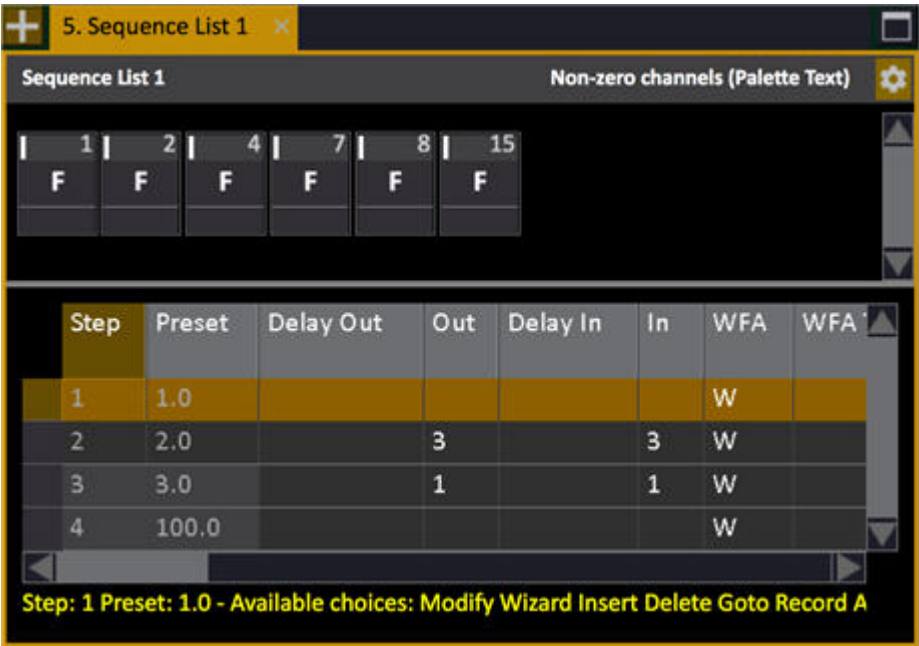 5. Sequence List 1 ×
Sequence List 1 Non-zero channels (Palette Text)
1 2 4 7 8 15
F F F F F F
Step Preset Delay Out Out Delay In In WFA WFA
1 1.0 W
2 2.0 3 3 W
3 3.0 1 1 W
4 100.0 W
Step: 1 Preset: 1.0 - Available choices: Modify Wizard Insert Delete Goto Record A